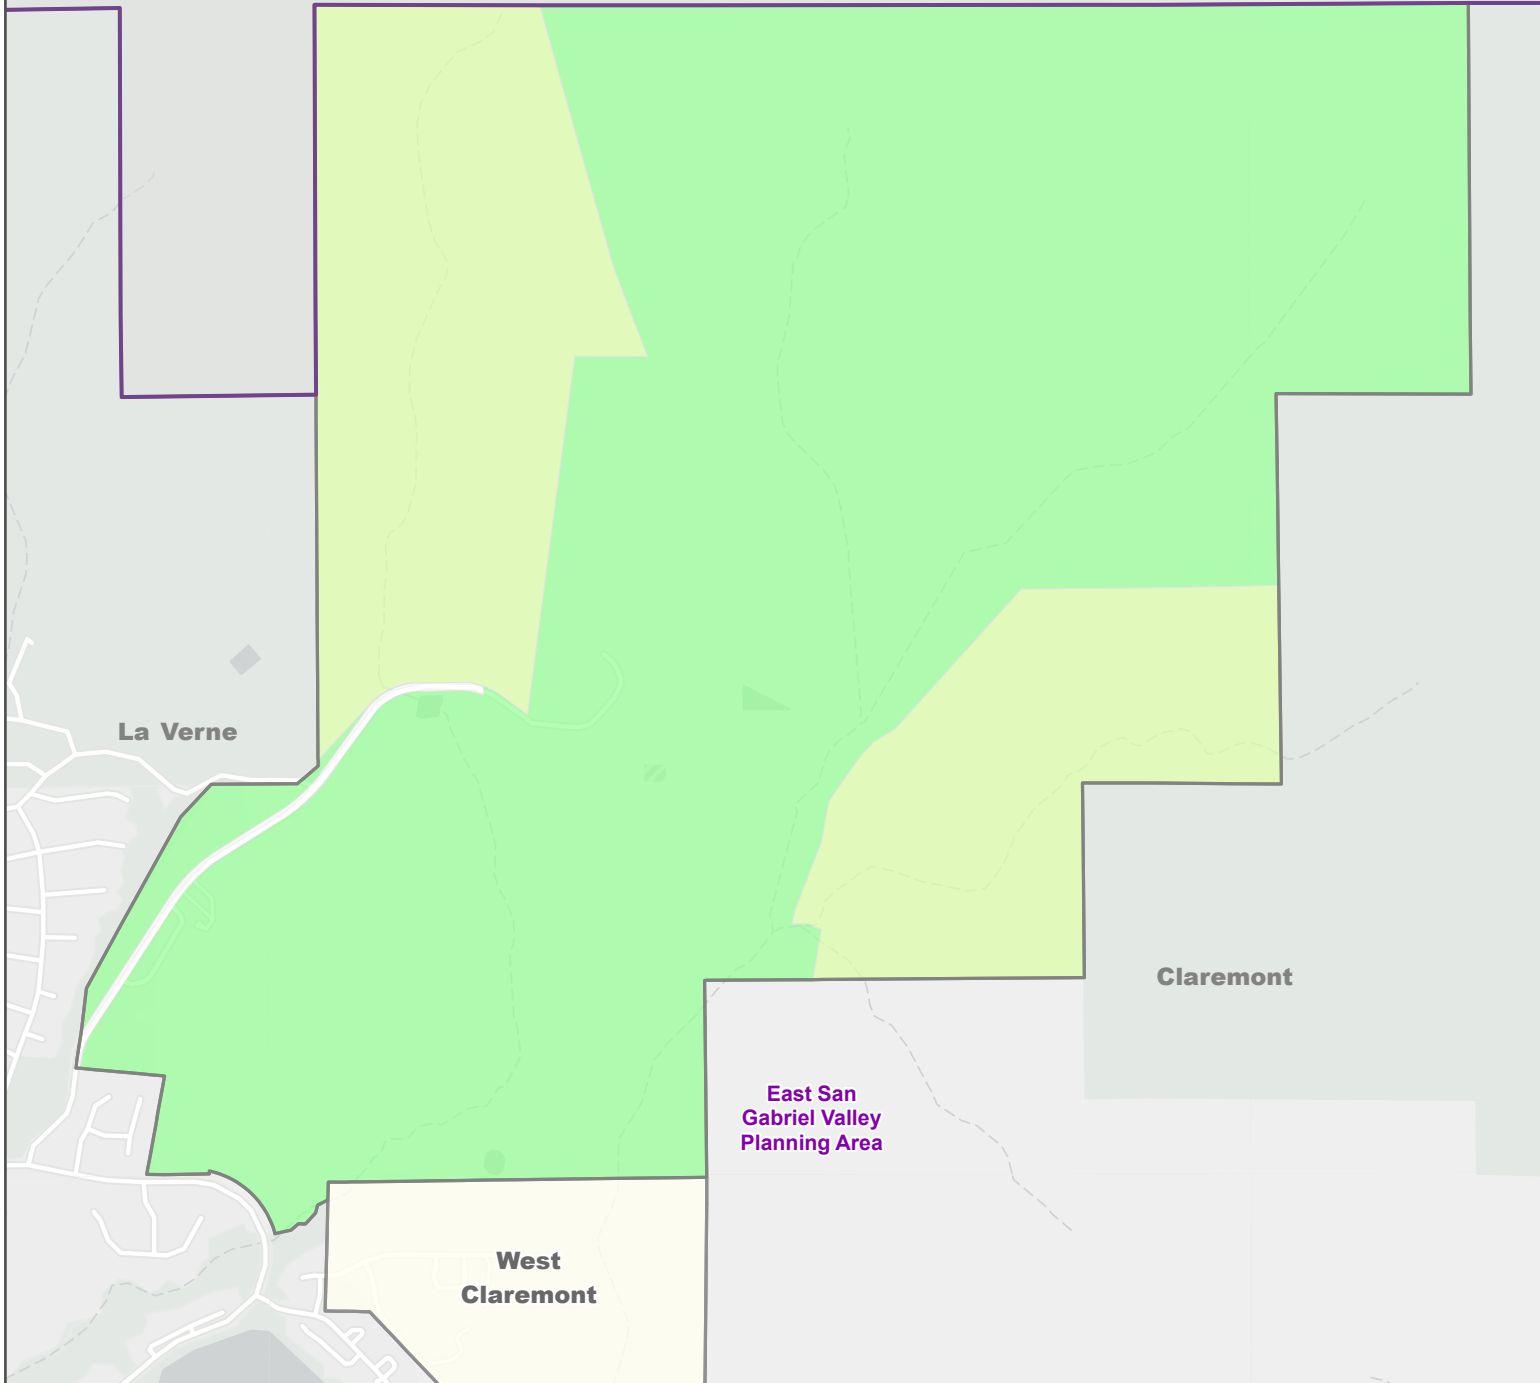 La Verne
Claremont
East San
Gabriel Valley
Planning Area
West
Claremont